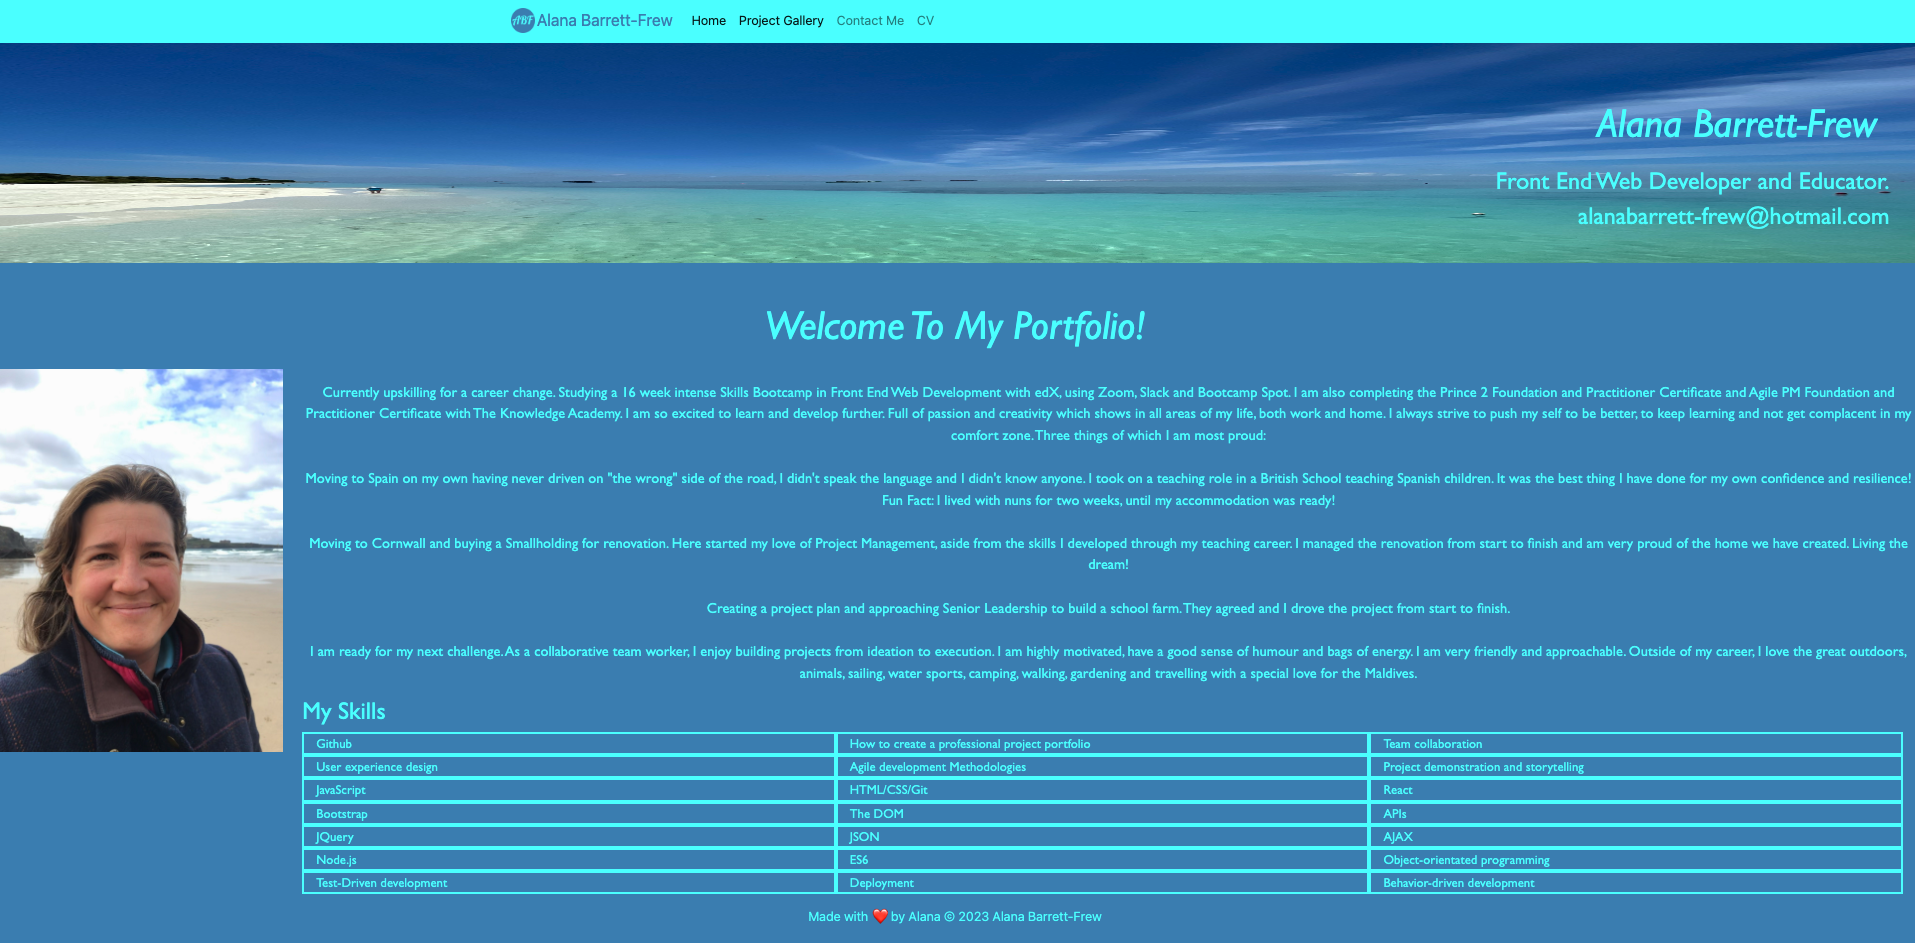 ABF Alana Barrett-Frew Home Project Gallery Contact Me CV
Alana Barrett-Frew
Front End Web Developer and Educator.
alanabarrett-frew@hotmail.com
Welcome To My Portfolio!
Currently upskilling for a career change. Studying a 16 week intense Skills Bootcamp in Front End Web Development with edX, using Zoom, Slack and Bootcamp Spot. I am also completing the Prince 2 Foundation and Practitioner Certificate and Agile PM Foundation and
Practitioner Certificate with The Knowledge Academy. I am so excited to learn and develop further. Full of passion and creativity which shows in all areas of my life, both work and home. I always strive to push my self to be better, to keep learning and not get complacent in my
comfort zone. Three things of which I am most proud:
Moving to Spain on my own having never driven on "the wrong" side of the road, I didn't speak the language and I didn't know anyone. I took on a teaching role in a British School teaching Spanish children. It was the best thing I have done for my own confidence and resilience!
Fun Fact: I lived with nuns for two weeks, until my accommodation was ready!
Moving to Cornwall and buying a Smallholding for renovation. Here started my love of Project Management, aside from the skills I developed through my teaching career. I managed the renovation from start to finish and am very proud of the home we have created. Living the
dream!
Creating a project plan and approaching Senior Leadership to build a school farm. They agreed and I drove the project from start to finish.
I am ready for my next challenge. As a collaborative team worker, I enjoy building projects from ideation to execution. I am highly motivated, have a good sense of humour and bags of energy. I am very friendly and approachable. Outside of my career, I love the great outdoors,
animals, sailing, water sports, camping, walking, gardening and travelling with a special love for the Maldives.
My Skills
Github How to create a professional project portfolio Team collaboration
User experience design Agile development Methodologies Project demonstration and storytelling
JavaScript HTML/CSS/Git React
Bootstrap The DOM APIs
JQuery JSON AJAX
Node.js ES6 Object-orientated programming
Test-Driven development Deployment Behavior-driven development
Made with ❤️ by Alana © 2023 Alana Barrett-Frew